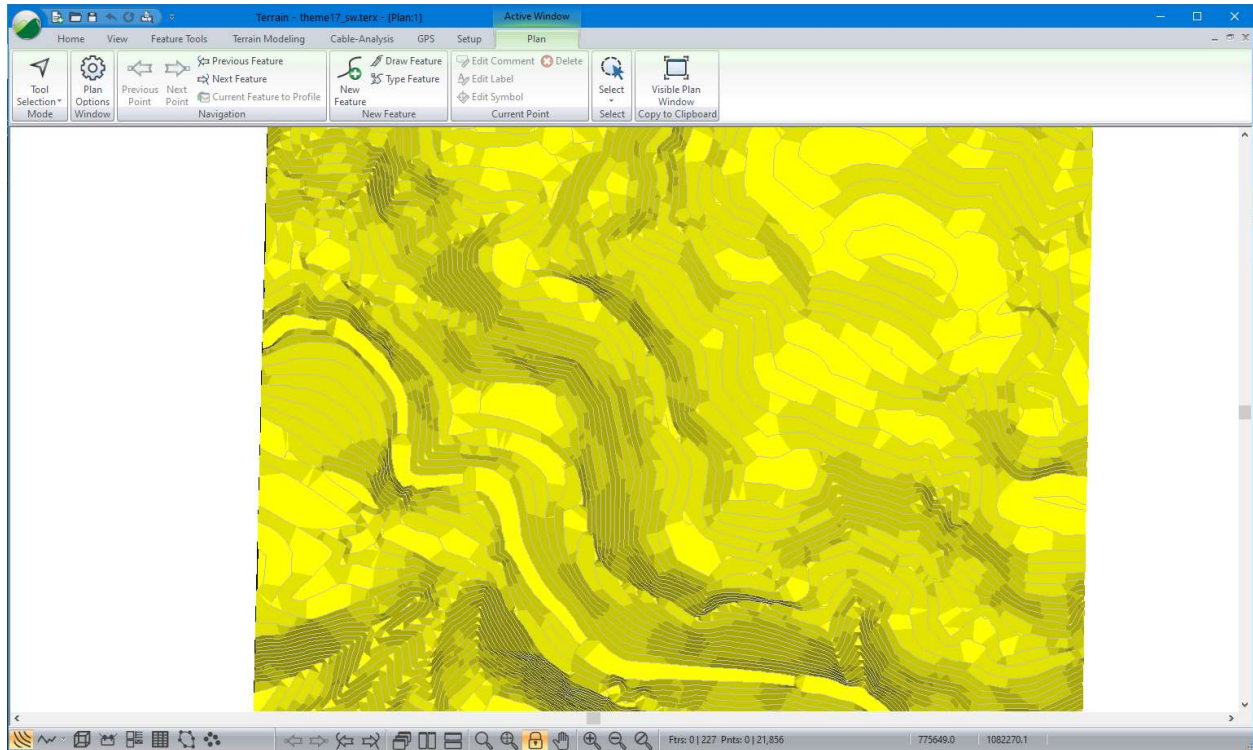 Terrain - theme17_sw.terx - [Plan:1] Active Window
Home View Feature Tools Terrain Modeling Cable-Analysis GPS Setup Plan
Tool Selection Mode
Plan Options Window
Previous Point
Next Point
Previous Feature
Next Feature
Current Feature to Profile
Navigation
New Feature
Draw Feature
Type Feature
New Feature
Edit Comment Delete
Edit Label
Edit Symbol
Current Point
Select
Select
Visible Plan Window
Copy to Clipboard
Ftrs: 0 | 227 Pnts: 0 | 21,856 775649.0 1082270.1